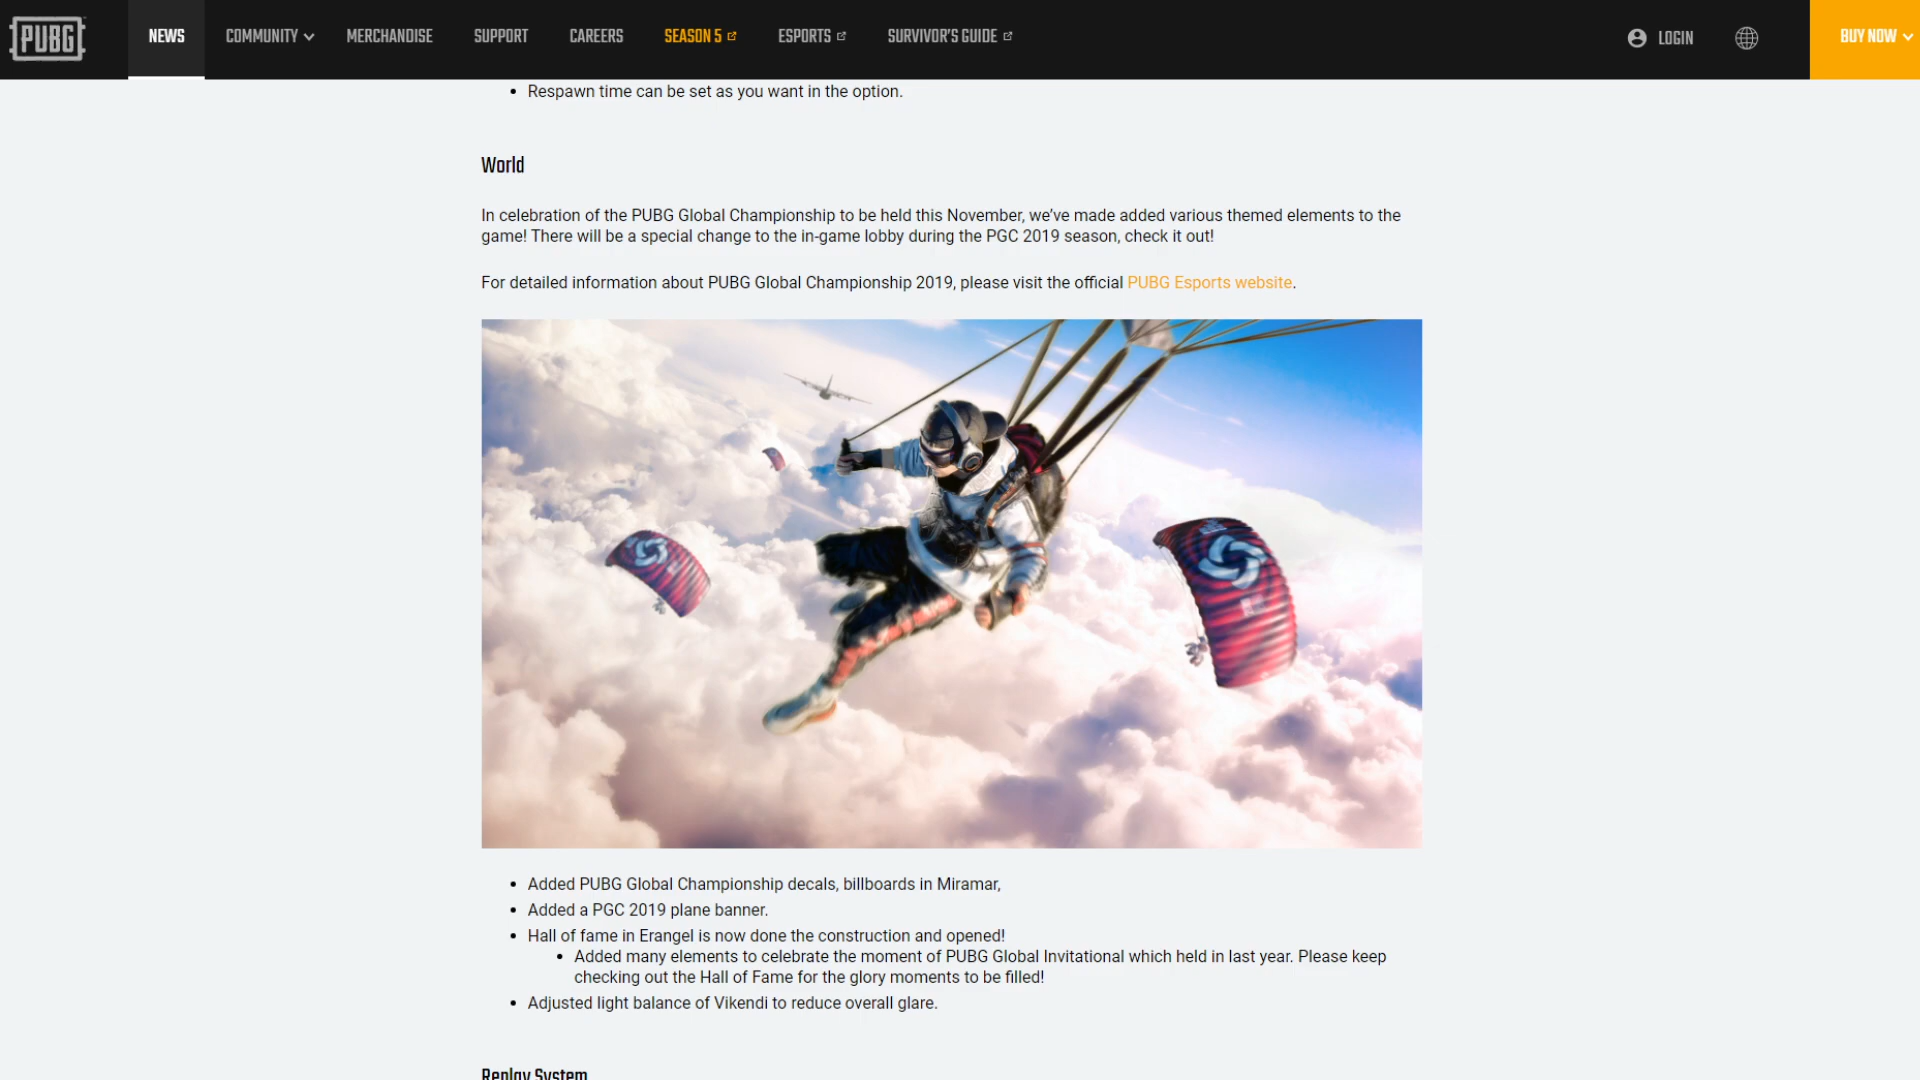 PUBG
NEWS
COMMUNITY
MERCHANDISE
SUPPORT
CAREERS
SEASON 5
ESPORTS
SURVIVOR'S GUIDE
LOGIN
BUY NOW
Respawn time can be set as you want in the option.
World
In celebration of the PUBG Global Championship to be held this November, we've made added various themed elements to the
game! There will be a special change to the in-game lobby during the PGC 2019 season, check it out!
For detailed information about PUBG Global Championship 2019, please visit the official PUBG Esports website.
Added PUBG Global Championship decals, billboards in Miramar,
Added a PGC 2019 plane banner.
Hall of fame in Erangel is now done the construction and opened!
Added many elements to celebrate the moment of PUBG Global Invitational which held in last year. Please keep
checking out the Hall of Fame for the glory moments to be filled!
Adjusted light balance of Vikendi to reduce overall glare.
Replay System